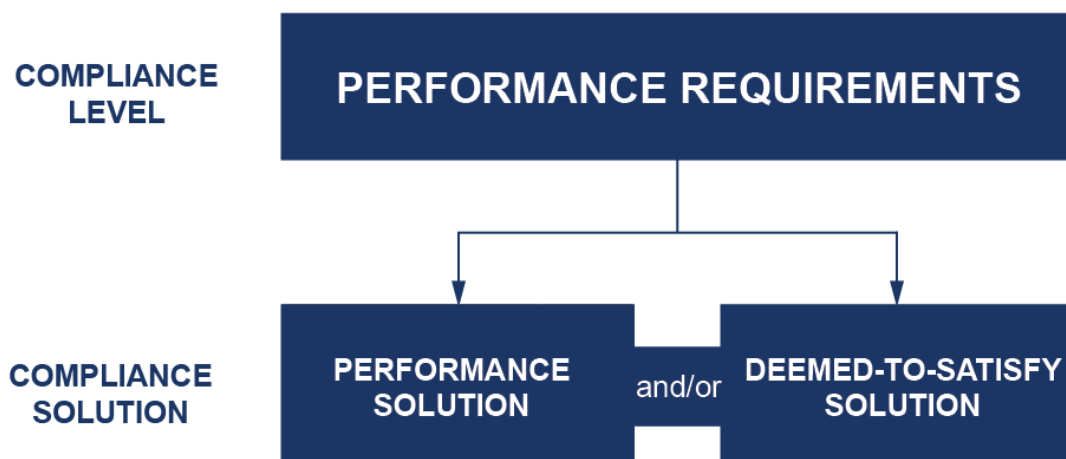 COMPLIANCE
LEVEL
PERFORMANCE REQUIREMENTS
COMPLIANCE
SOLUTION
PERFORMANCE
SOLUTION
and/or
DEEMED-TO-SATISFY
SOLUTION